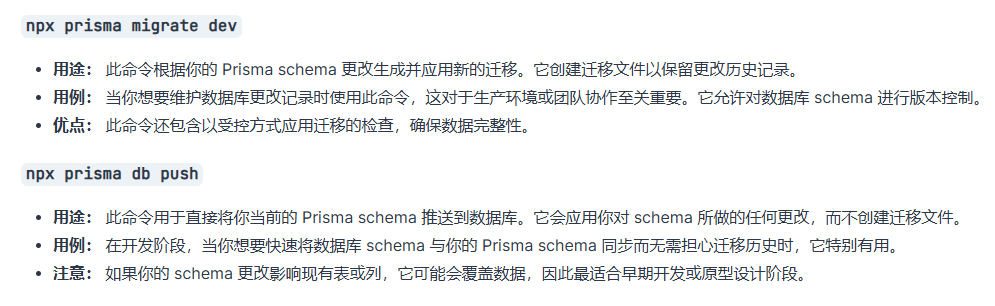 npx prisma migrate dev
• 用途： 此命令根据你的 Prisma schema 更改生成并应用新的迁移。它创建迁移文件以保留更改历史记录。
• 用例： 当你想要维护数据库更改记录时使用此命令，这对于生产环境或团队协作至关重要。它允许对数据库 schema 进行版本控制。
• 优点： 此命令还包含以受控方式应用迁移的检查，确保数据完整性。
npx prisma db push
• 用途： 此命令用于直接将你当前的 Prisma schema 推送到数据库。它会应用你对 schema 所做的任何更改，而不创建迁移文件。
• 用例： 在开发阶段，当你想要快速将数据库 schema 与你的 Prisma schema 同步而无需担心迁移历史时，它特别有用。
• 注意： 如果你的 schema 更改影响现有表或列，它可能会覆盖数据，因此最适合早期开发或原型设计阶段。